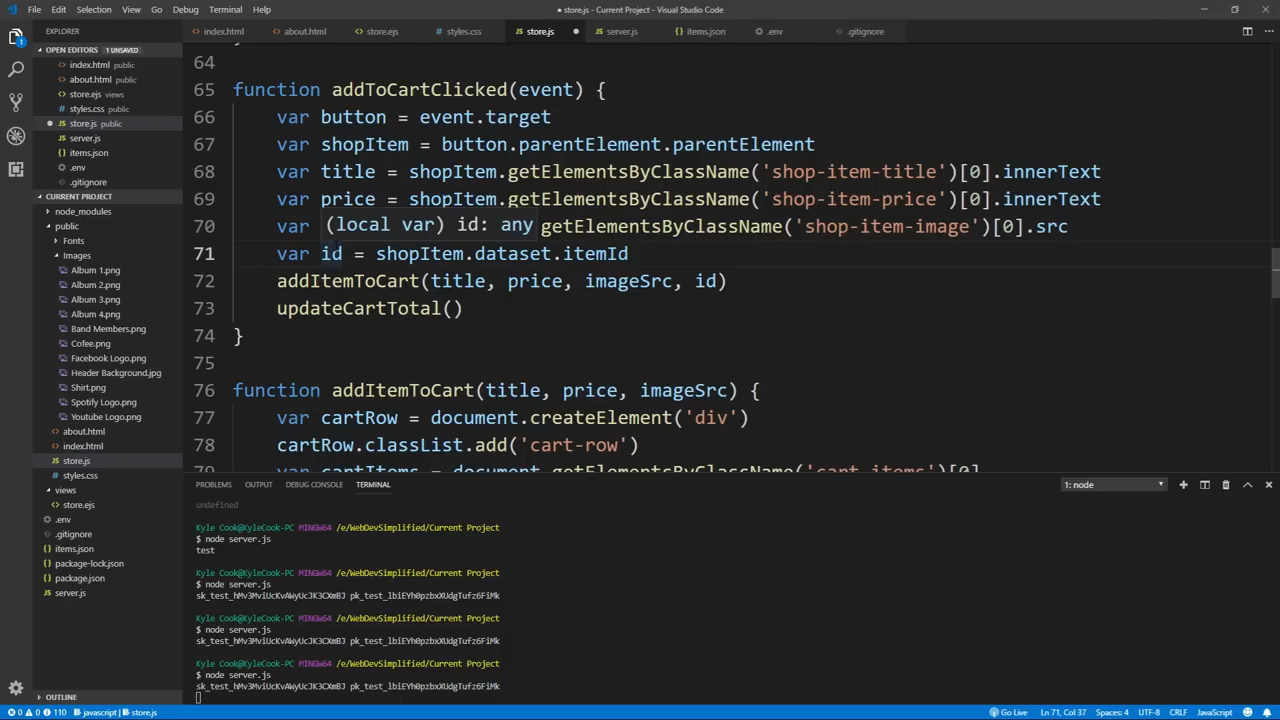 File Edit Selection View Go Debug Terminal Help
● store.js - Current Project - Visual Studio Code
EXPLORER
OPEN EDITORS 1 UNSAVED
index.html public
about.html public
store.ejs views
styles.css public
store.js public
server.js
items.json
.env
.gitignore
CURRENT PROJECT
node_modules
public
Fonts
Images
Album 1.png
Album 2.png
Album 3.png
Album 4.png
Band Members.png
Cofee.png
Facebook Logo.png
Header Background.jpg
Shirt.png
Spotify Logo.png
Youtube Logo.png
about.html
index.html
store.js
styles.css
views
store.ejs
.env
.gitignore
items.json
package-lock.json
package.json
server.js
OUTLINE
index.html about.html store.ejs styles.css store.js server.js items.json .env .gitignore
64
65 function addToCartClicked(event) {
66 var button = event.target
67 var shopItem = button.parentElement.parentElement
68 var title = shopItem.getElementsByClassName('shop-item-title')[0].innerText
69 var price = shopItem.getElementsByClassName('shop-item-price')[0].innerText
70 var (local var) id: any getElementsByClassName('shop-item-image')[0].src
71 var id = shopItem.dataset.itemId
72 addItemToCart(title, price, imageSrc, id)
73 updateCartTotal()
74 }
75
76 function addItemToCart(title, price, imageSrc) {
77 var cartRow = document.createElement('div')
78 cartRow.classList.add('cart-row')
79 var cartItems = document.getElementsByClassName('cart-items')[0]
PROBLEMS OUTPUT DEBUG CONSOLE TERMINAL 1: node
undefined
Kyle Cook@KyleCook-PC MINGW64 /e/WebDevSimplified/Current Project
$ node server.js
test
Kyle Cook@KyleCook-PC MINGW64 /e/WebDevSimplified/Current Project
$ node server.js
sk_test_hMv3MviUcKvAWyUcJK3CXmBJ pk_test_lbiEYh0pzbxXUdgTufz6FiMk
Kyle Cook@KyleCook-PC MINGW64 /e/WebDevSimplified/Current Project
$ node server.js
sk_test_hMv3MviUcKvAWyUcJK3CXmBJ pk_test_lbiEYh0pzbxXUdgTufz6FiMk
Kyle Cook@KyleCook-PC MINGW64 /e/WebDevSimplified/Current Project
$ node server.js
sk_test_hMv3MviUcKvAWyUcJK3CXmBJ pk_test_lbiEYh0pzbxXUdgTufz6FiMk
0 0 110 javascript | store.js Go Live Ln 71, Col 37 Spaces: 4 UTF-8 CRLF JavaScript